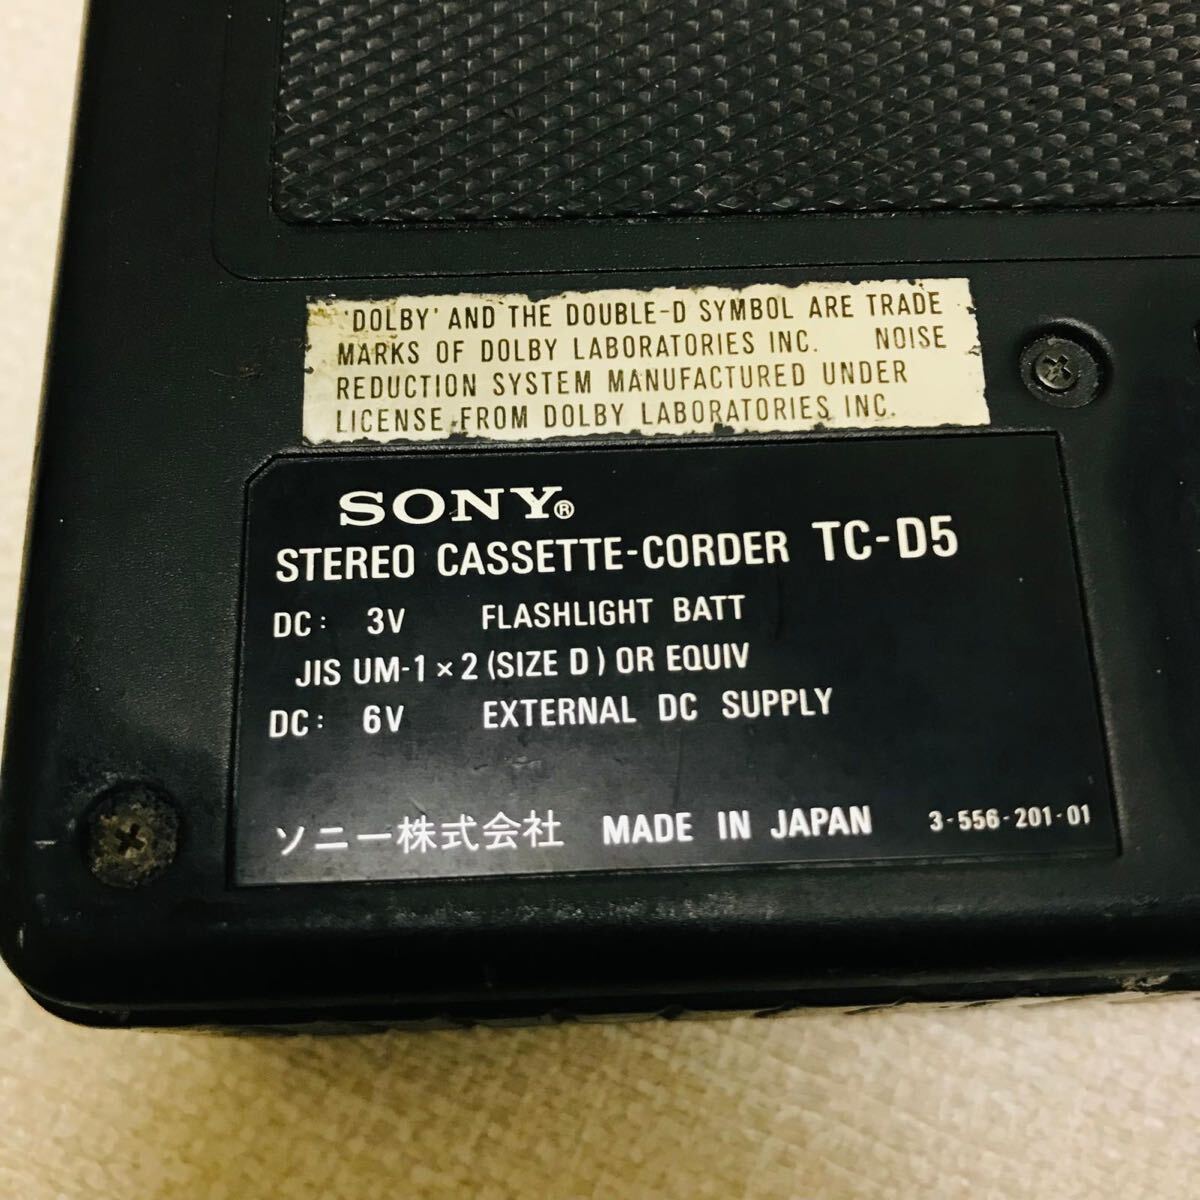 'DOLBY' AND THE DOUBLE-D SYMBOL ARE TRADE
MARKS OF DOLBY LABORATORIES INC. NOISE
REDUCTION SYSTEM MANUFACTURED UNDER
LICENSE FROM DOLBY LABORATORIES INC.
SONY®
STEREO CASSETTE-CORDER TC-D5
DC: 3V FLASHLIGHT BATT
JIS UM-1 × 2 (SIZE D) OR EQUIV
DC: 6V EXTERNAL DC SUPPLY
ソニー株式会社 MADE IN JAPAN 3-556-201-01